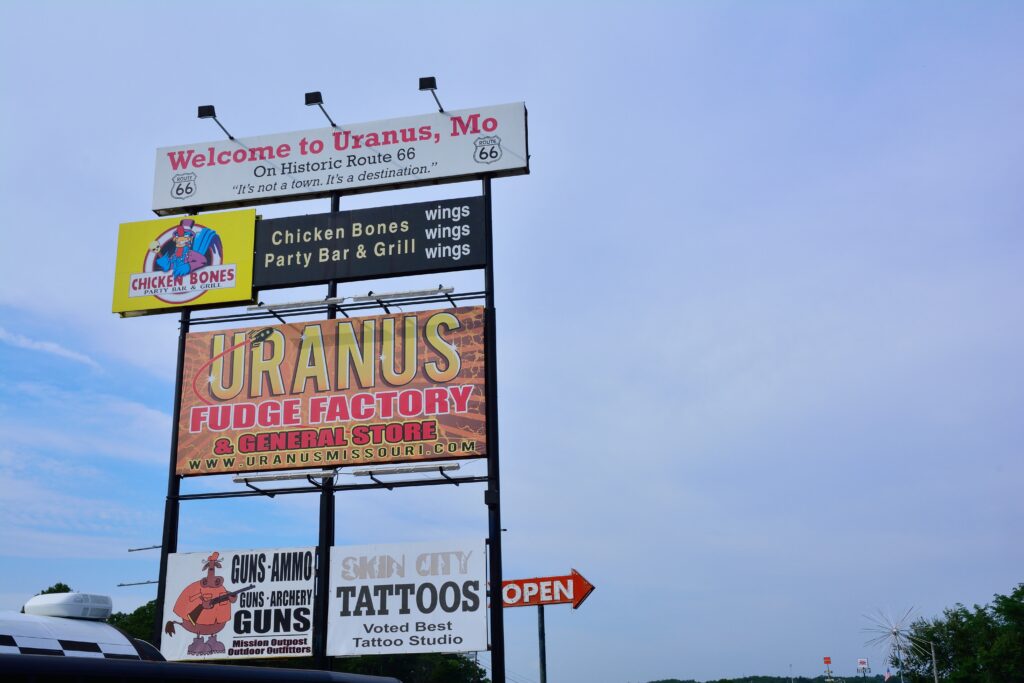 Welcome to Uranus, Mo
On Historic Route 66
"It's not a town. It's a destination."
ROUTE
66
ROUTE
66
CHICKEN BONES
PARTY BAR & GRILL
Chicken Bones
Party Bar & Grill
wings
wings
wings
URANUS
FUDGE FACTORY
& GENERAL STORE
WWW.URANUSMISSOURI.COM
GUNS·AMMO
GUNS·ARCHERY
GUNS
Mission Outpost
Outdoor Outfitters
SKIN CITY
TATTOOS
Voted Best
Tattoo Studio
OPEN